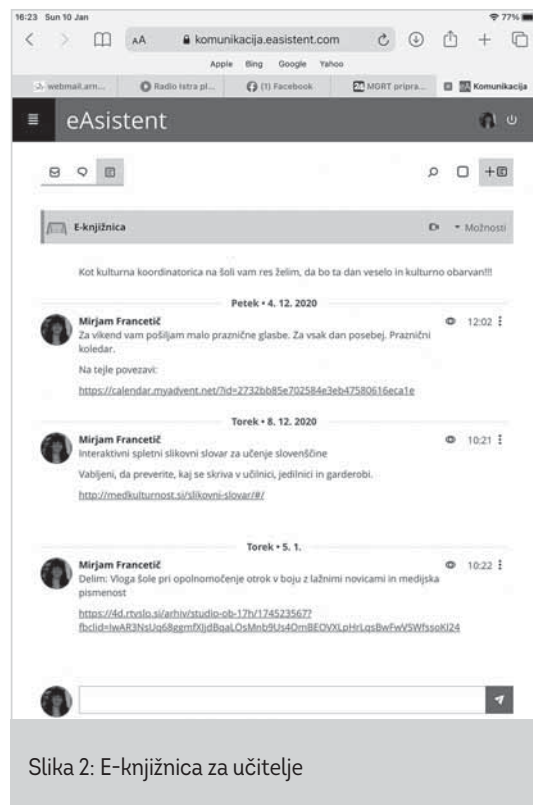 16:23 Sun 10 Jan 77%
AA komunikacija.easistent.com
Apple Bing Google Yahoo
webmail.arn... Radio Istra pl... (1) Facebook MORT pripra... Komunikacija
eAsistent
E-knjižnica Možnosti
Kot kulturna koordinatorica na šoli vam res želim, da bo ta dan veselo in kulturno obarvan!!!
Petek • 4. 12. 2020
Mirjam Francetič 12:02
Za vikend vam pošiljam malo praznične glasbe. Za vsak dan posebej. Praznični
koledar.
Na tejle povezavi:
https://calendar.myadvent.net/?id=2732bb85e702584e3eb47580616eca1e
Torek • 8. 12. 2020
Mirjam Francetič 10:21
Interaktivni spletni slikovni slovar za učenje slovenščine
Vabljeni, da preverite, kaj se skriva v učilnici, jedilnici in garderobi.
http://medkulturnost.si/slikovni-slovar/#/
Torek • 5. 1.
Mirjam Francetič 10:22
Delim: Vloga šole pri opolnomočenje otrok v boju z lažnimi novicami in medijska
pismenost
https://4d.rtvslo.si/arhiv/studio-ob-17h/174523567?
Slika 2: E-knjižnica za učitelje